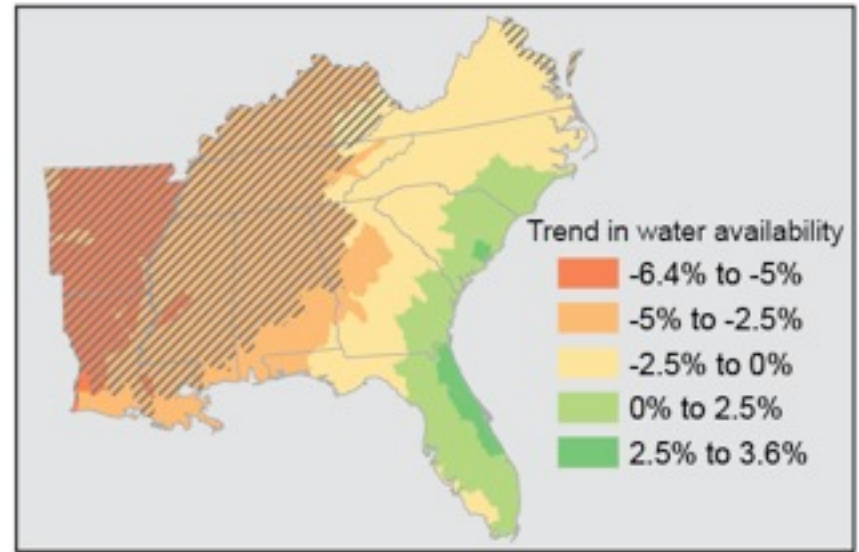 Trend in water availability
-6.4% to -5%
-5% to -2.5%
-2.5% to 0%
0% to 2.5%
2.5% to 3.6%